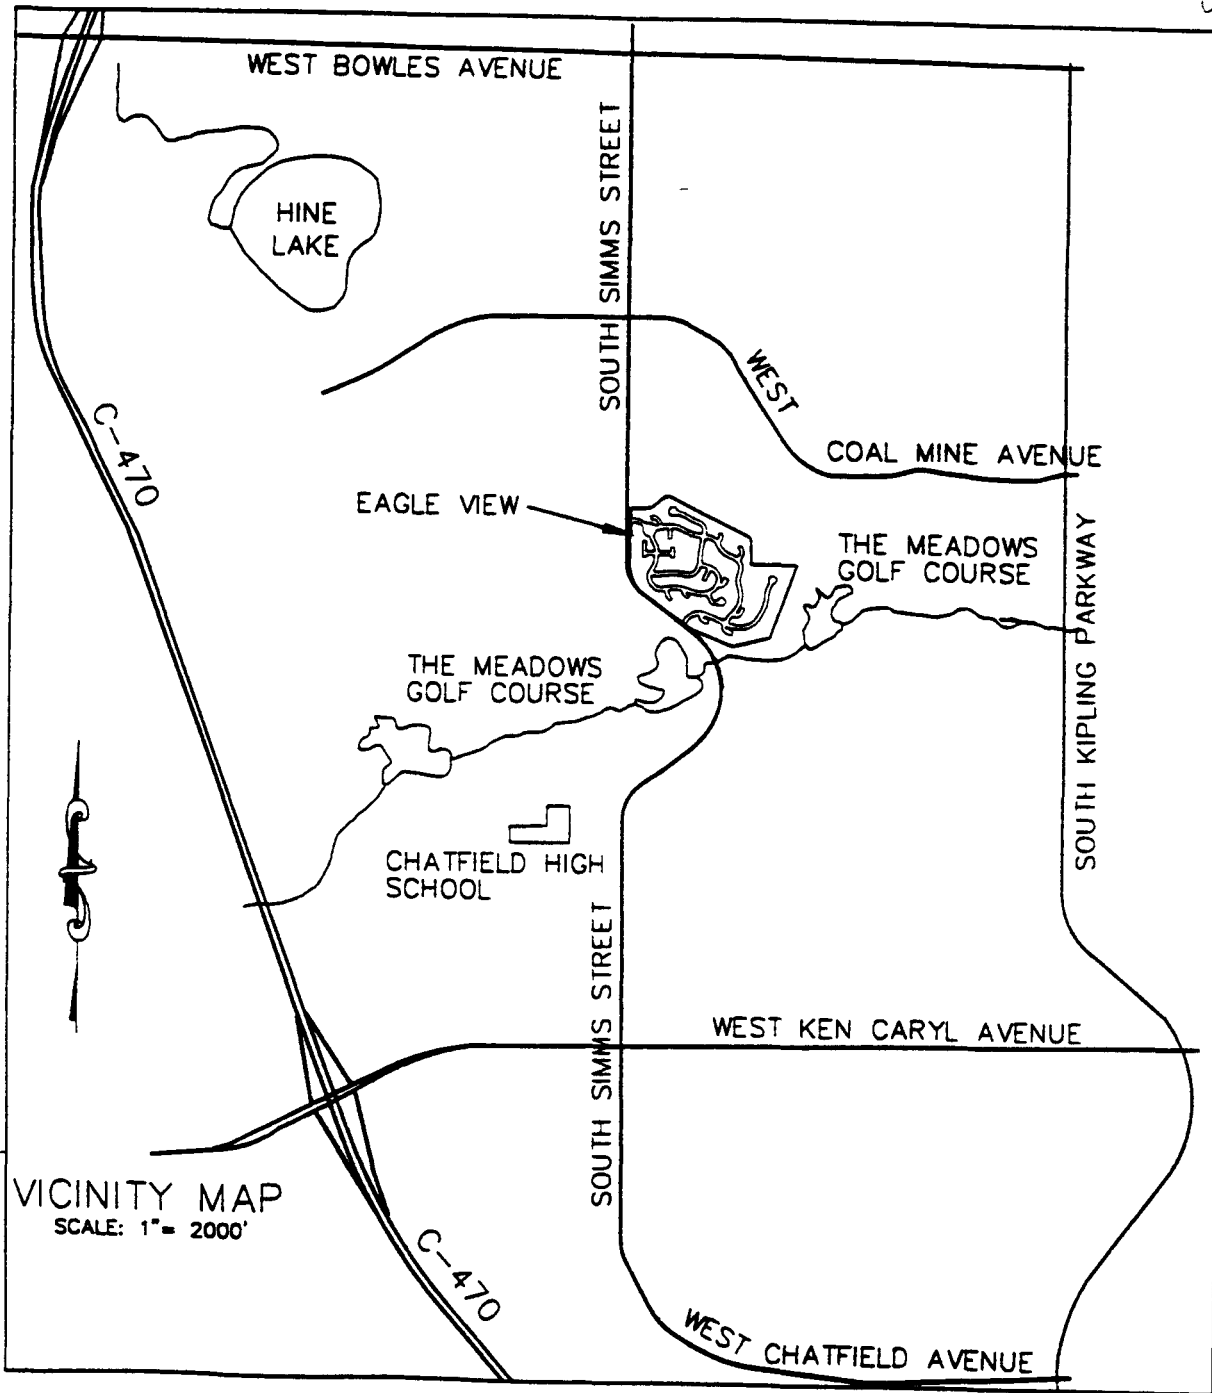 WEST BOWLES AVENUE
SOUTH SIMMS STREET
HINE
LAKE
WEST
COAL MINE AVENUE
C-470
EAGLE VIEW
THE MEADOWS
GOLF COURSE
SOUTH KIPLING PARKWAY
THE MEADOWS
GOLF COURSE
CHATFIELD HIGH
SCHOOL
SOUTH SIMMS STREET
WEST KEN CARYL AVENUE
VICINITY MAP
SCALE: 1"= 2000'
C-470
WEST
CHATFIELD AVENUE